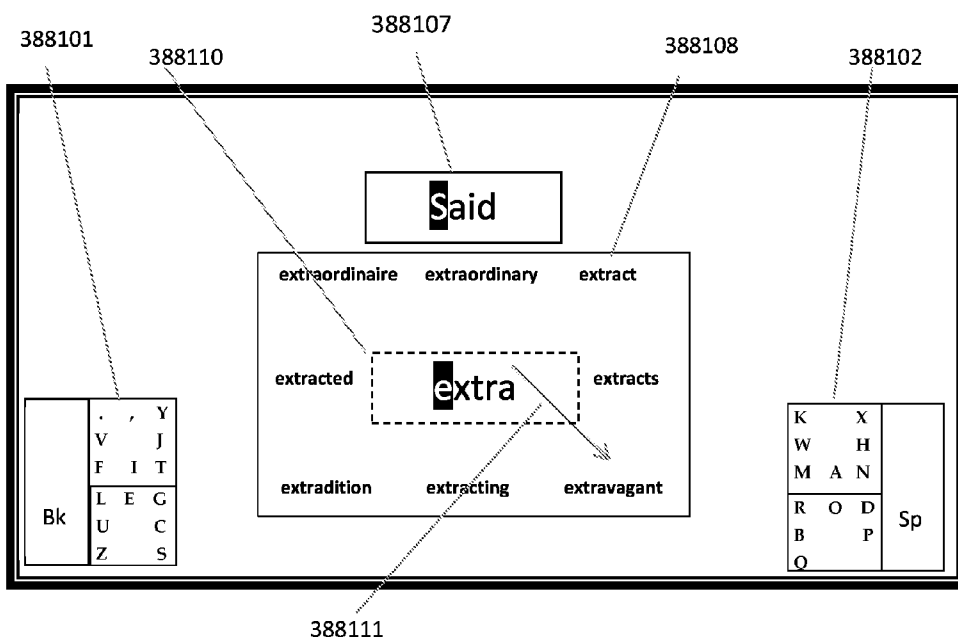 388107
388101
388108
388110
388102
Said
extraordinaire extraordinary extract
extracted extra extracts
extradition extracting extravagant
Bk
. , Y
V J
F I T
L E G
U C
Z S
K X
W H
M A N
R O D
B P
Q
Sp
388111